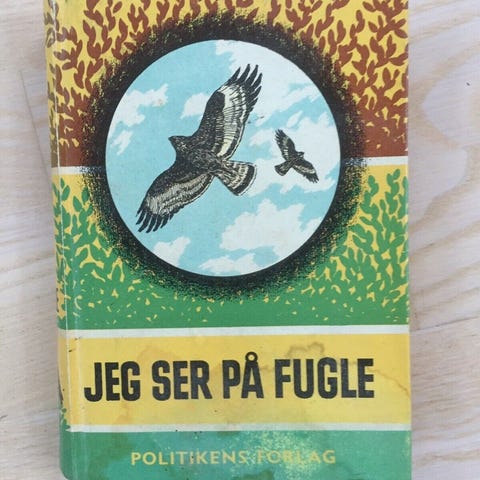 JEG SER PÅ FUGLE
POLITIKENS FORLAG